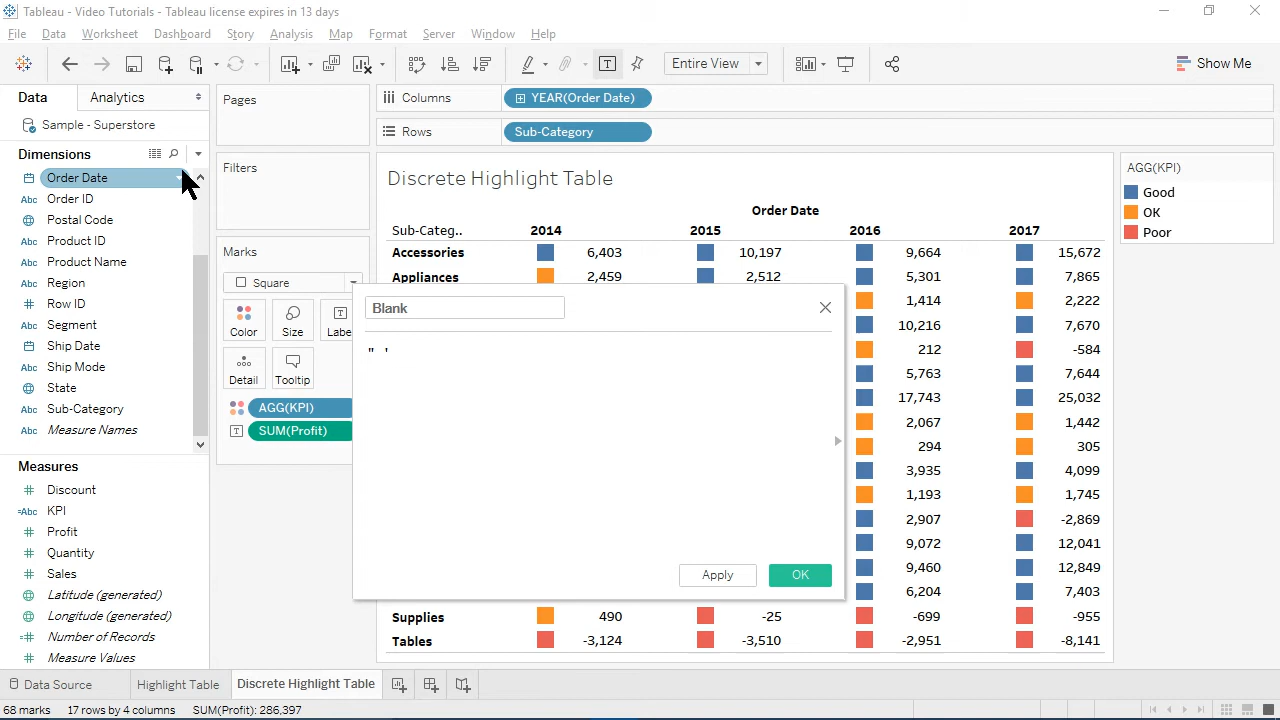 Tableau - Video Tutorials - Tableau license expires in 13 days
File Data Worksheet Dashboard Story Analysis Map Format Server Window Help
Entire View
Show Me
Data Analytics
Sample - Superstore
Dimensions
Order Date
Abc Order ID
Postal Code
Abc Product ID
Abc Product Name
Abc Region
# Row ID
Abc Segment
Ship Date
Abc Ship Mode
State
Abc Sub-Category
Abc Measure Names
Measures
# Discount
=Abc KPI
# Profit
# Quantity
# Sales
Latitude (generated)
Longitude (generated)
=# Number of Records
# Measure Values
Pages
Filters
Marks
Square
Color Size Labe
Detail Tooltip
AGG(KPI)
SUM(Profit)
Columns YEAR(Order Date)
Rows Sub-Category
Discrete Highlight Table
Order Date
Sub-Categ.. 2014 2015 2016 2017
Accessories 6,403 10,197 9,664 15,672
Appliances 2,459 2,512 5,301 7,865
1,414 2,222
10,216 7,670
212 -584
5,763 7,644
17,743 25,032
2,067 1,442
294 305
3,935 4,099
1,193 1,745
2,907 -2,869
9,072 12,041
9,460 12,849
6,204 7,403
Supplies 490 -25 -699 -955
Tables -3,124 -3,510 -2,951 -8,141
Blank
" '
Apply OK
AGG(KPI)
Good
OK
Poor
Data Source Highlight Table Discrete Highlight Table
68 marks 17 rows by 4 columns SUM(Profit): 286,397